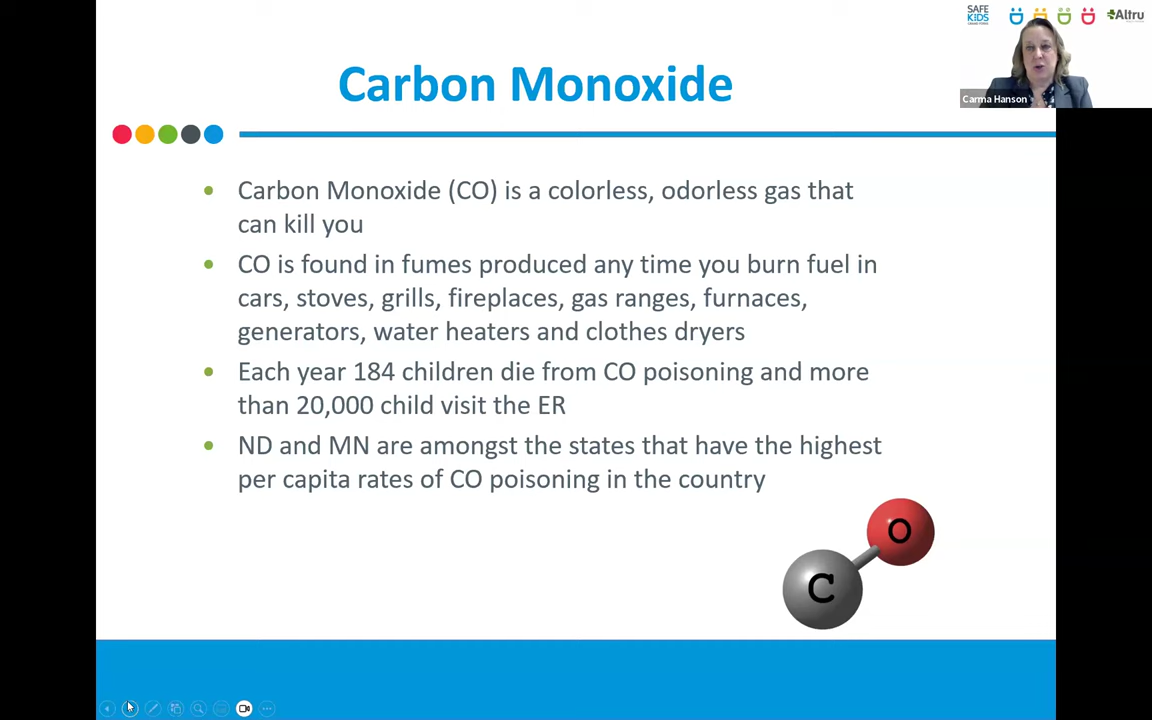 SAFE
KIDS
Altru
Carma Hanson
Carbon Monoxide
Carbon Monoxide (CO) is a colorless, odorless gas that
can kill you
CO is found in fumes produced any time you burn fuel in
cars, stoves, grills, fireplaces, gas ranges, furnaces,
generators, water heaters and clothes dryers
Each year 184 children die from CO poisoning and more
than 20,000 child visit the ER
ND and MN are amongst the states that have the highest
per capita rates of CO poisoning in the country
O
C